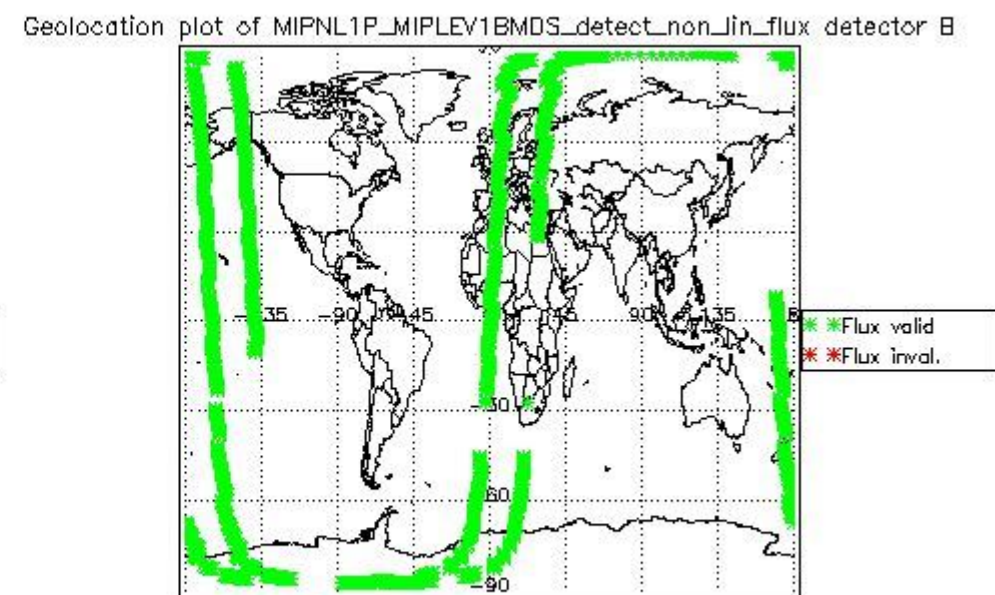 Geolocation plot of MIPNL1P_MIPLEV1BMDS_detect_non_lin_flux detector B
-135 -90 -45 45 90 135
Flux valid
Flux inval.
-30
-60
-90